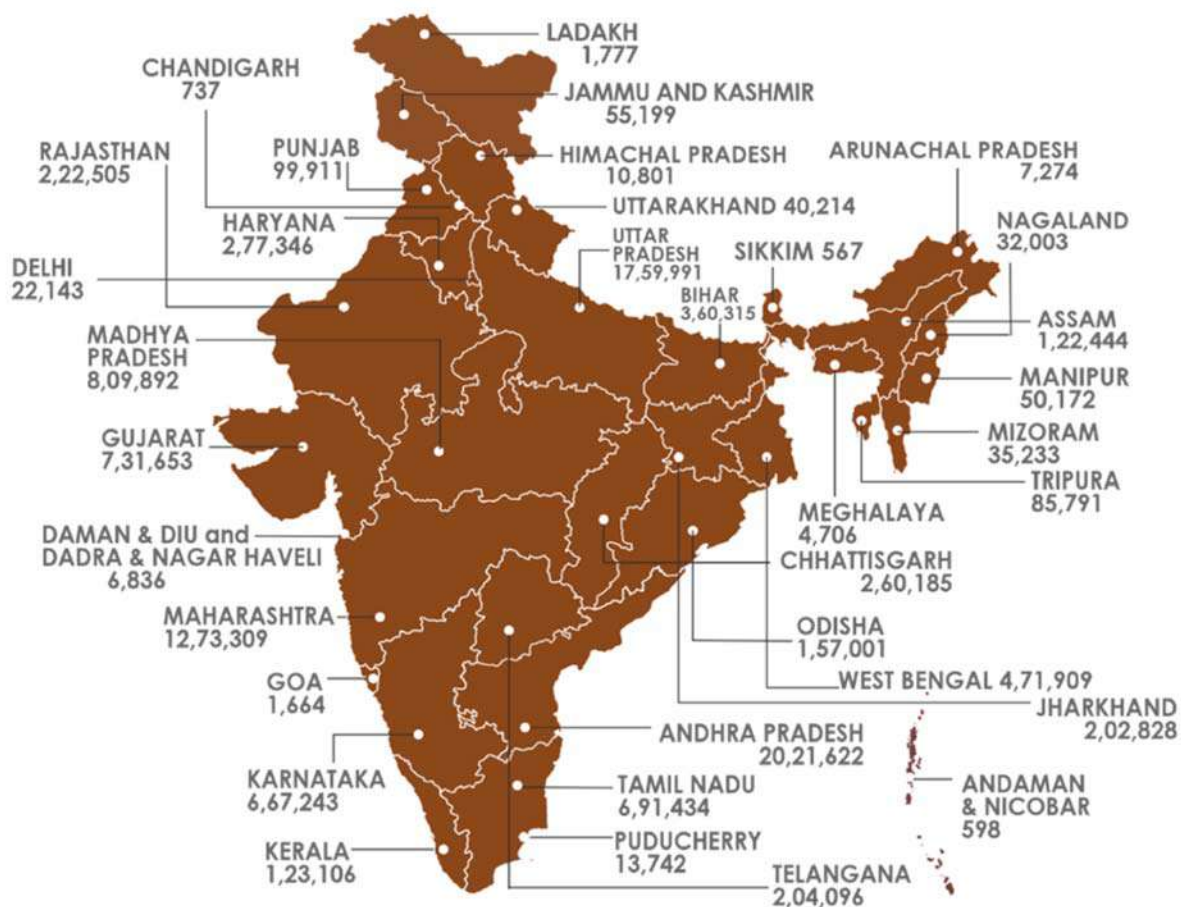 LADAKH
1,777
CHANDIGARH
737
JAMMU AND KASHMIR
55,199
RAJASTHAN
2,22,505
PUNJAB
99,911
HIMACHAL PRADESH
10,801
ARUNACHAL PRADESH
7,274
UTTARAKHAND 40,214
NAGALAND
32,003
HARYANA
2,77,346
UTTAR
PRADESH
17,59,991
SIKKIM 567
DELHI
22,143
BIHAR
3,60,315
ASSAM
1,22,444
MADHYA
PRADESH
8,09,892
MANIPUR
50,172
GUJARAT
7,31,653
MIZORAM
35,233
TRIPURA
85,791
MEGHALAYA
4,706
DAMAN & DIU and
DADRA & NAGAR HAVELI
6,836
CHHATTISGARH
2,60,185
MAHARASHTRA
12,73,309
ODISHA
1,57,001
GOA
1,664
WEST BENGAL 4,71,909
JHARKHAND
2,02,828
ANDHRA PRADESH
20,21,622
KARNATAKA
6,67,243
TAMIL NADU
6,91,434
ANDAMAN
& NICOBAR
598
PUDUCHERRY
13,742
KERALA
1,23,106
TELANGANA
2,04,096